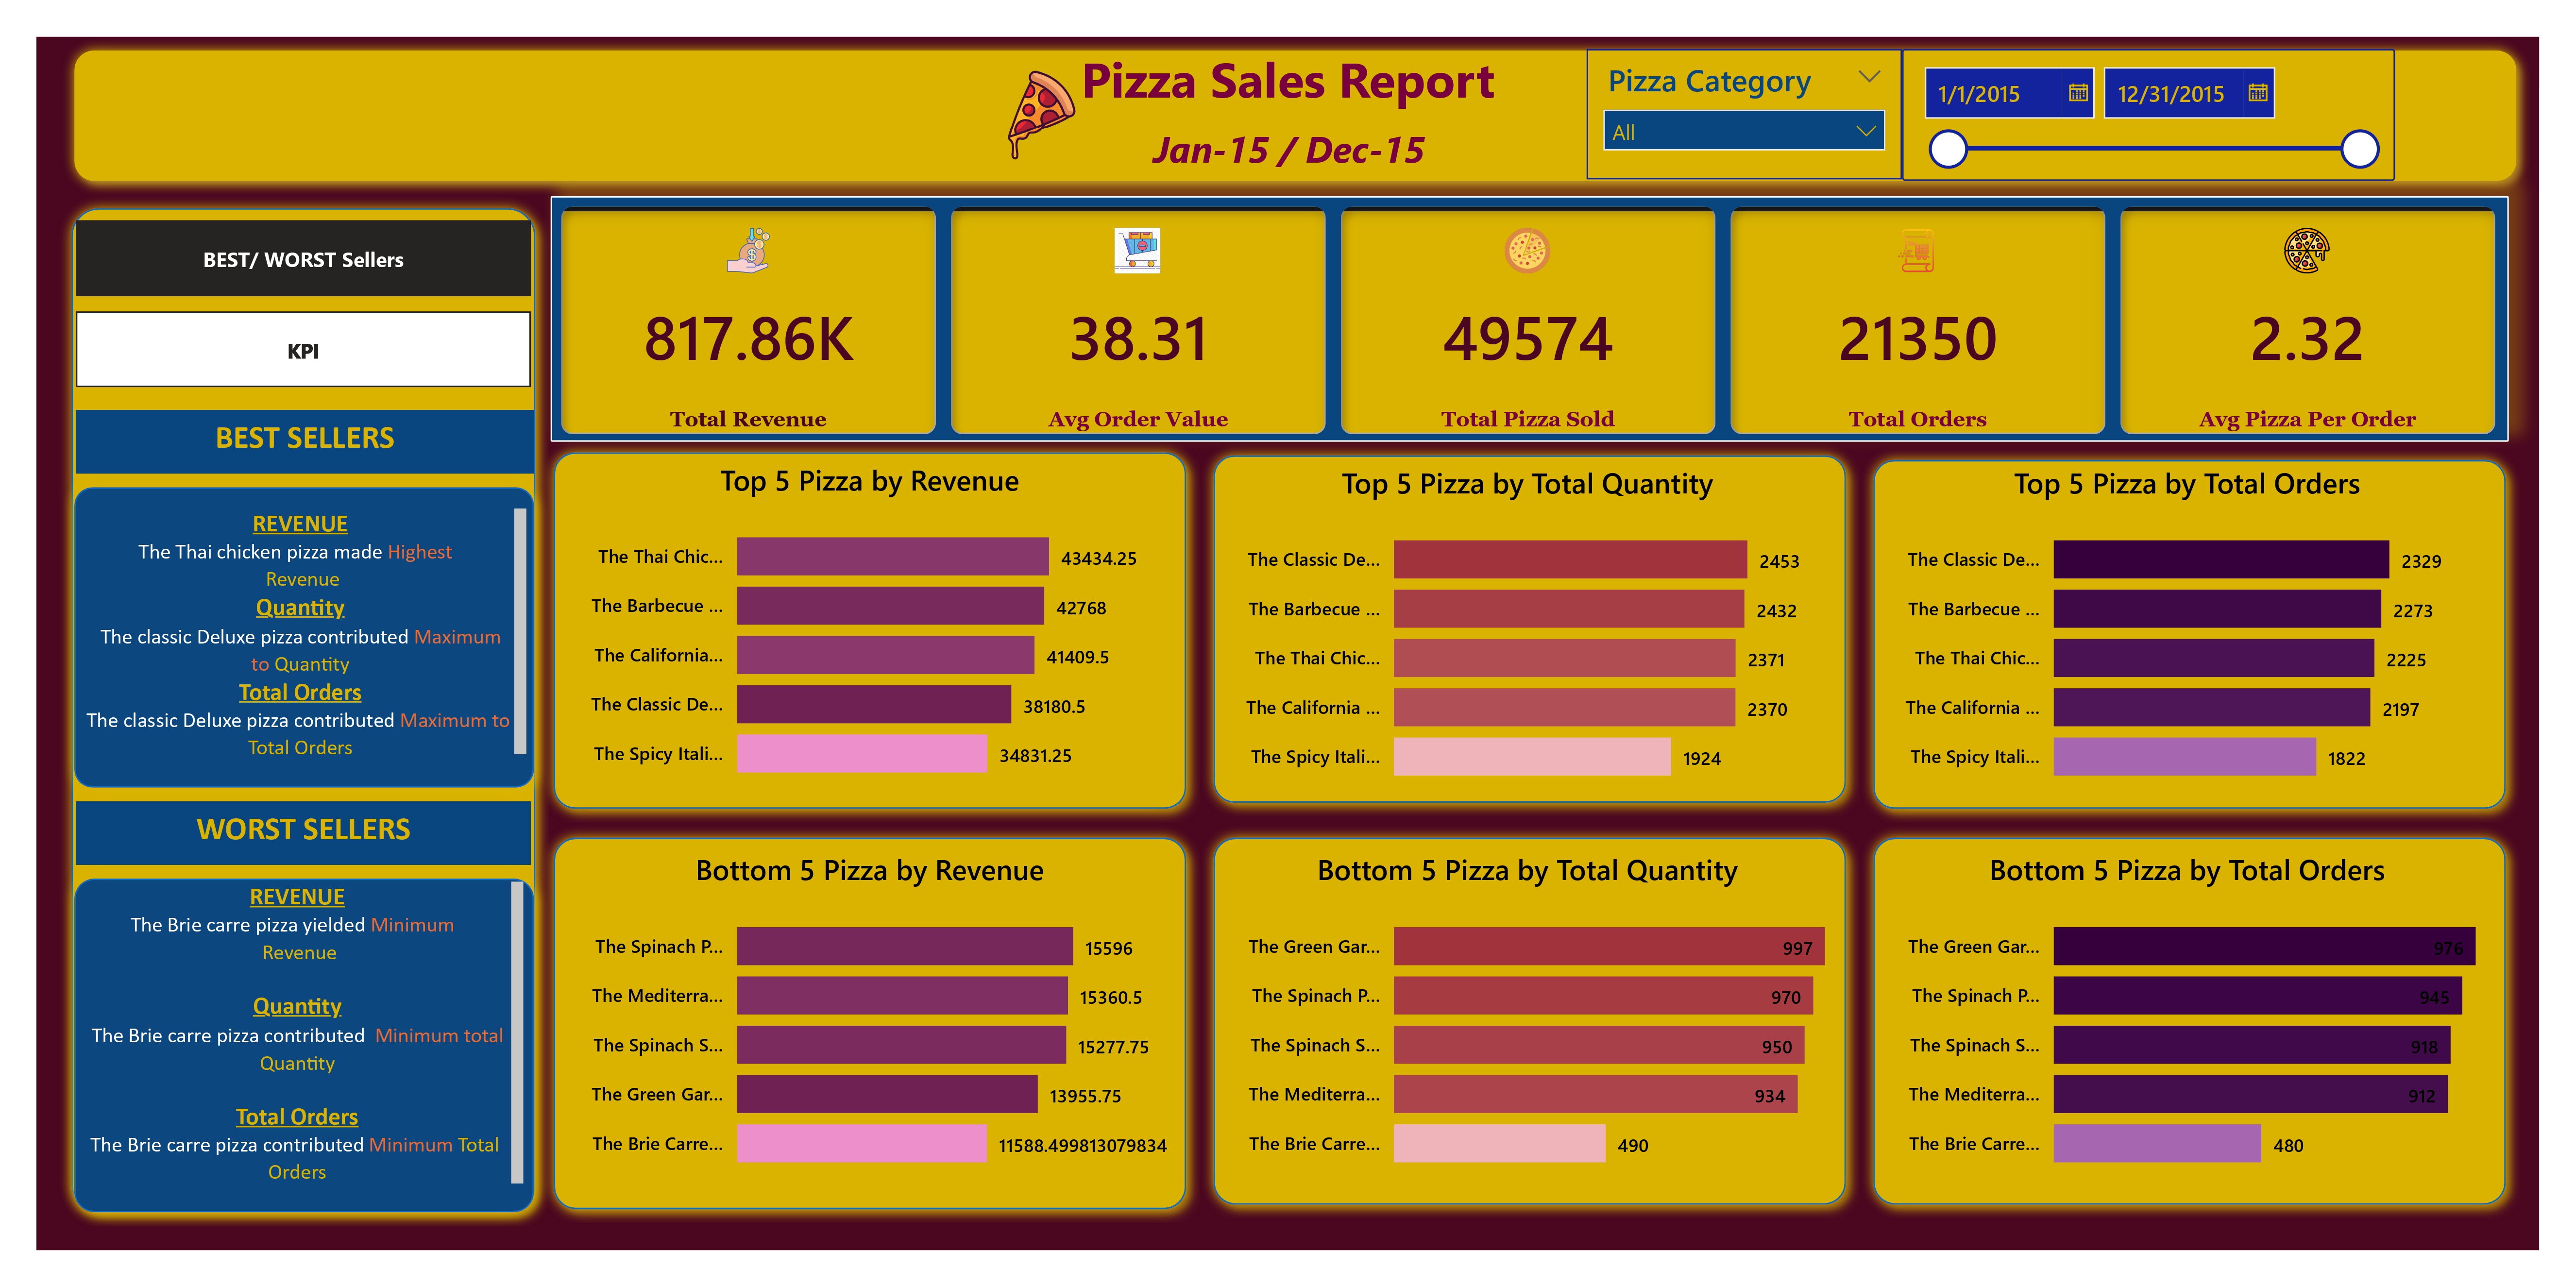 Pizza Sales Report
Jan-15 / Dec-15
Pizza Category
All
1/1/2015
12/31/2015
BEST/ WORST Sellers
KPI
BEST SELLERS
REVENUE
The Thai chicken pizza made Highest
Revenue
Quantity
The classic Deluxe pizza contributed Maximum
to Quantity
Total Orders
The classic Deluxe pizza contributed Maximum to
Total Orders
WORST SELLERS
REVENUE
The Brie carre pizza yielded Minimum
Revenue
Quantity
The Brie carre pizza contributed Minimum total
Quantity
Total Orders
The Brie carre pizza contributed Minimum Total
Orders
817.86K
Total Revenue
38.31
Avg Order Value
49574
Total Pizza Sold
21350
Total Orders
2.32
Avg Pizza Per Order
Top 5 Pizza by Revenue
The Thai Chic... 43434.25
The Barbecue ... 42768
The California... 41409.5
The Classic De... 38180.5
The Spicy Itali... 34831.25
Top 5 Pizza by Total Quantity
The Classic De... 2453
The Barbecue ... 2432
The Thai Chic... 2371
The California ... 2370
The Spicy Itali... 1924
Top 5 Pizza by Total Orders
The Classic De... 2329
The Barbecue ... 2273
The Thai Chic... 2225
The California ... 2197
The Spicy Itali... 1822
Bottom 5 Pizza by Revenue
The Spinach P... 15596
The Mediterra... 15360.5
The Spinach S... 15277.75
The Green Gar... 13955.75
The Brie Carre... 11588.499813079834
Bottom 5 Pizza by Total Quantity
The Green Gar... 997
The Spinach P... 970
The Spinach S... 950
The Mediterra... 934
The Brie Carre... 490
Bottom 5 Pizza by Total Orders
The Green Gar... 976
The Spinach P... 945
The Spinach S... 918
The Mediterra... 912
The Brie Carre... 480